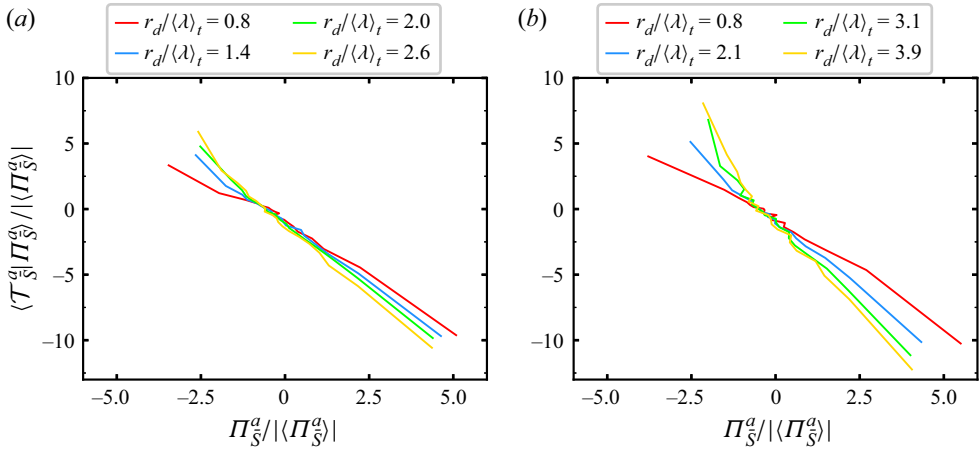 (a)
r_d/⟨λ⟩_t = 0.8
r_d/⟨λ⟩_t = 2.0
r_d/⟨λ⟩_t = 1.4
r_d/⟨λ⟩_t = 2.6
10
5
0
−5
−10
−5.0
−2.5
0
2.5
5.0
⟨𝒯^a_S̄|Π^a_S̄⟩/|⟨Π^a_S̄⟩|
Π^a_S̄/|⟨Π^a_S̄⟩|
(b)
r_d/⟨λ⟩_t = 0.8
r_d/⟨λ⟩_t = 3.1
r_d/⟨λ⟩_t = 2.1
r_d/⟨λ⟩_t = 3.9
10
5
0
−5
−10
−5.0
−2.5
0
2.5
5.0
Π^a_S̄/|⟨Π^a_S̄⟩|